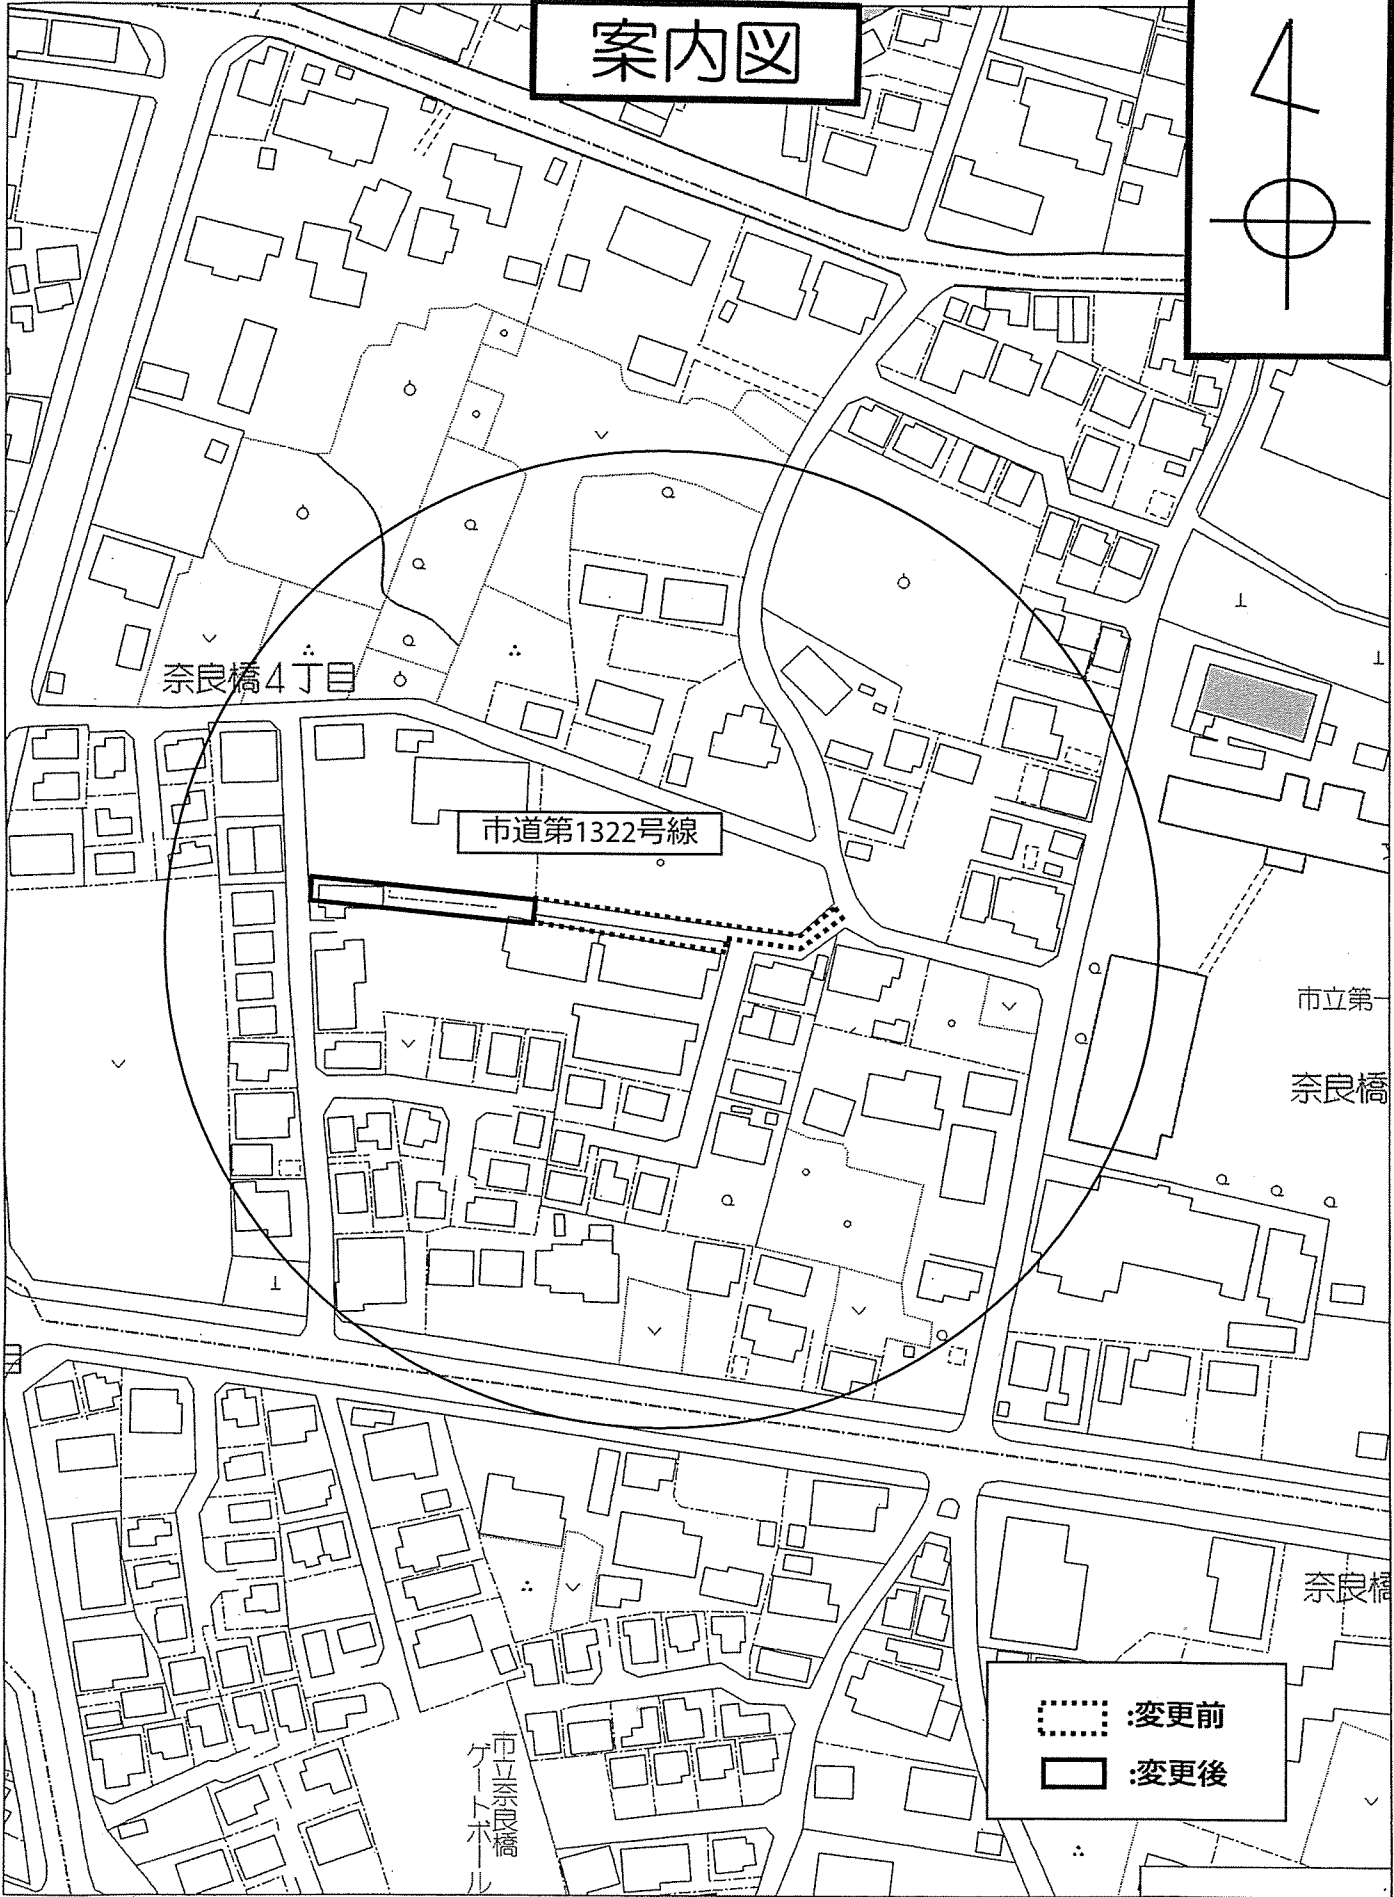 案内図
奈良橋4丁目
市道第1322号線
市立第一
奈良橋
奈良橋
:変更前
:変更後
市立奈良橋
ゲートボール